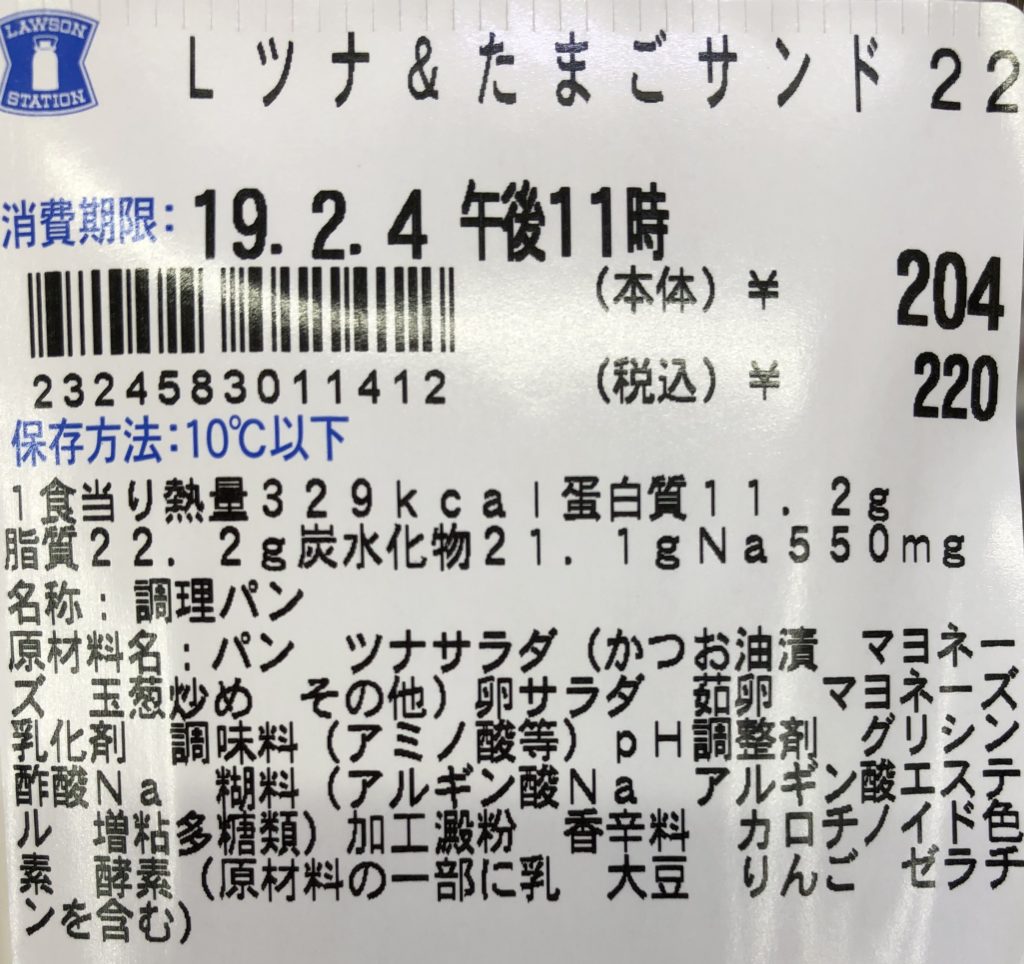 LAWSON
STATION
Lツナ&たまごサンド22
消費期限:19.2.4 午後11時
(本体)¥ 204
2324583011412
(税込)¥ 220
保存方法:10℃以下
1食当り熱量329kcal蛋白質11.2g
脂質22.2g炭水化物21.1gNa550mg
名称:調理パン
原材料名:パン ツナサラダ(かつお油漬 マヨネー
ズ 玉葱炒め その他)卵サラダ 茹卵 マヨネーズ
乳化剤 調味料(アミノ酸等)pH調整剤 グリシン
酢酸Na 糊料(アルギン酸Na アルギン酸エステ
ル 増粘多糖類)加工澱粉 香辛料 カロチノイド色
素 酵素(原材料の一部に乳 大豆 りんご ゼラチ
ンを含む)